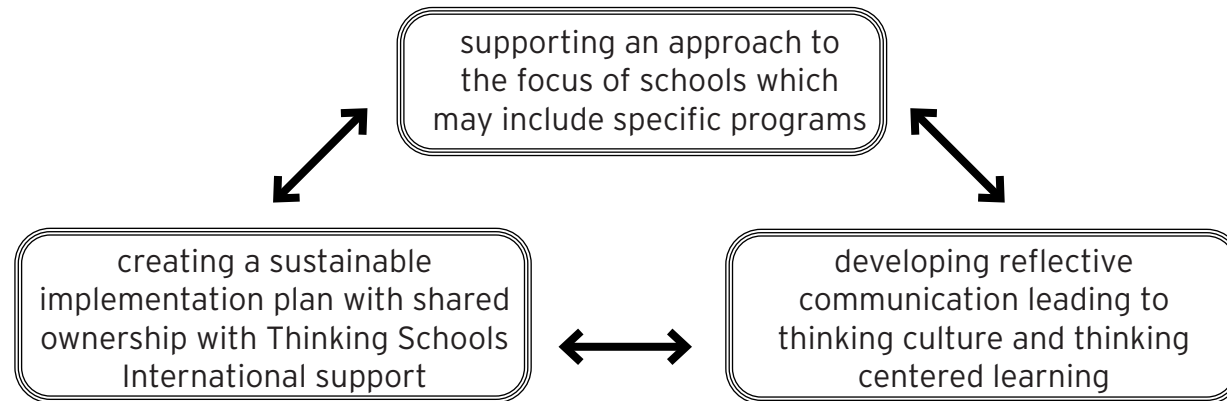 supporting an approach to
the focus of schools which
may include specific programs
creating a sustainable
implementation plan with shared
ownership with Thinking Schools
International support
developing reflective
communication leading to
thinking culture and thinking
centered learning